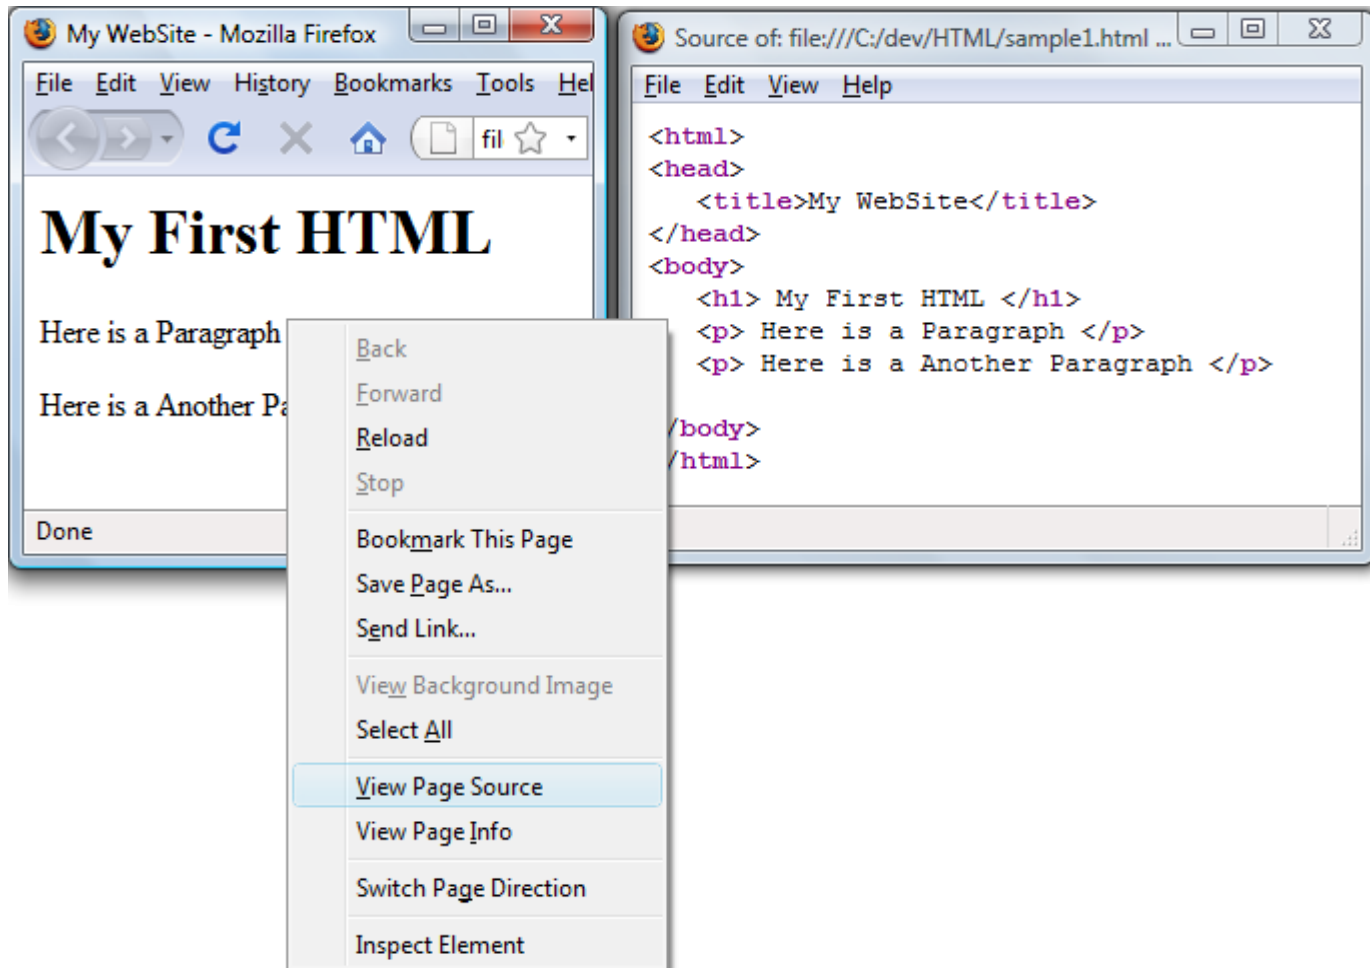 My WebSite - Mozilla Firefox
File Edit View History Bookmarks Tools Hel
fil
My First HTML
Here is a Paragraph
Here is a Another Pa
Done
Back
Forward
Reload
Stop
Bookmark This Page
Save Page As...
Send Link...
View Background Image
Select All
View Page Source
View Page Info
Switch Page Direction
Inspect Element
Source of: file:///C:/dev/HTML/sample1.html ...
File Edit View Help
<html>
<head>
<title>My WebSite</title>
</head>
<body>
<h1> My First HTML </h1>
<p> Here is a Paragraph </p>
<p> Here is a Another Paragraph </p>
/body>
/html>